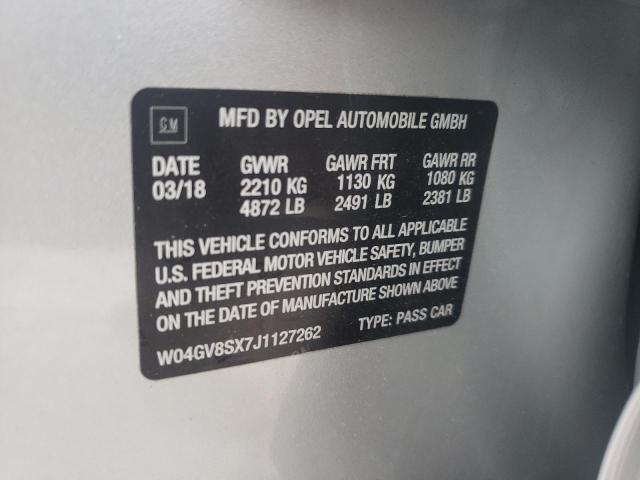 GM MFD BY OPEL AUTOMOBILE GMBH
DATE GVWR GAWR FRT GAWR RR
03/18 2210 KG 1130 KG 1080 KG
4872 LB 2491 LB 2381 LB
THIS VEHICLE CONFORMS TO ALL APPLICABLE
U.S. FEDERAL MOTOR VEHICLE SAFETY, BUMPER
AND THEFT PREVENTION STANDARDS IN EFFECT
ON THE DATE OF MANUFACTURE SHOWN ABOVE
W04GV8SX7J1127262 TYPE: PASS CAR